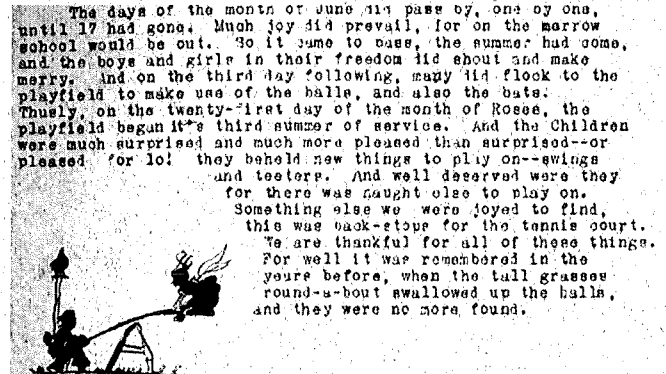 The days of the month of June did pass by, one by one,
until 17 had gone. Much joy did prevail, for on the morrow
school would be out. So it came to pass, the summer had come,
and the boys and girls in their freedom did shout and make
merry. And on the third day following, many did flock to the
playfield to make use of the balls, and also the bats.
Thusly, on the twenty-first day of the month of Roses, the
playfield began it's third summer of service. And the Children
were much surprised and much more pleased than surprised--or
pleased for lo! they beheld new things to play on--swings
and teeters. And well deserved were they
for there was naught else to play on.
Something else we were joyed to find,
this was back-stops for the tennis court.
We are thankful for all of these things.
For well it was remembered in the
years before, when the tall grasses
round-a-bout swallowed up the balls,
and they were no more found.